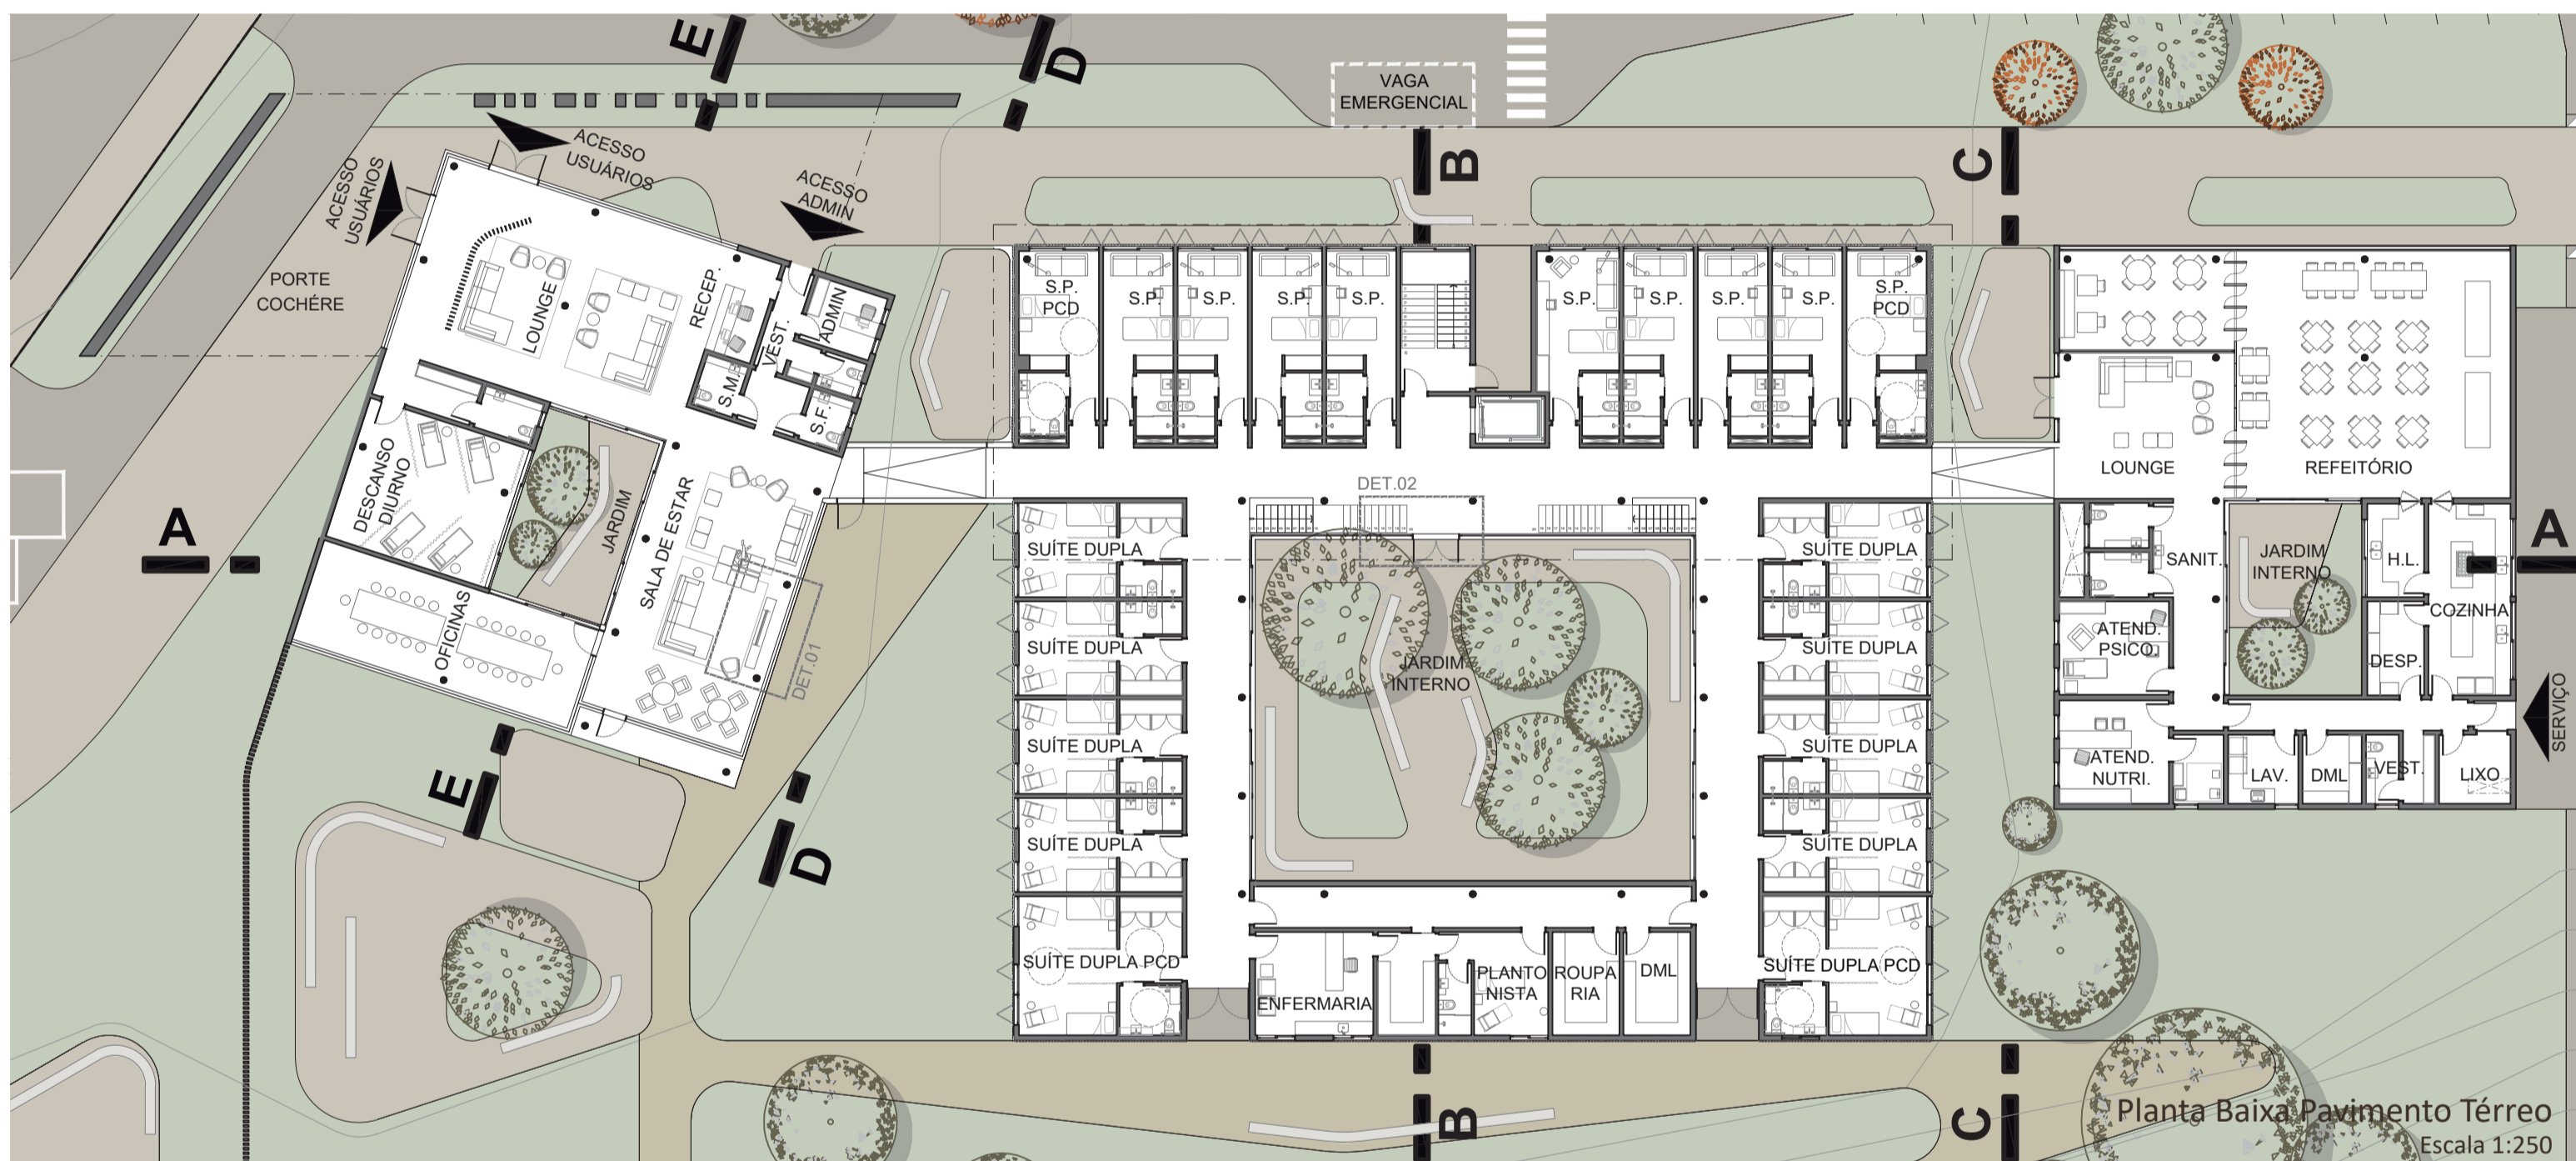 E
D
VAGA
EMERGENCIAL
ACESSO
USUÁRIOS
ACESSO
USUÁRIOS
ACESSO
ADMIN
B
C
PORTE
COCHÉRE
LOUNGE
RECEP.
VEST.
ADMIN
S.M.
S.F.
S.P.
PCD
S.P.
S.P.
S.P.
S.P.
S.P.
S.P.
S.P.
S.P.
S.P.
PCD
LOUNGE
REFEITÓRIO
DESCANSO
DIURNO
JARDIM
SALA DE ESTAR
OFICINAS
DET.01
DET.02
A
A
SUÍTE DUPLA
SUÍTE DUPLA
SUÍTE DUPLA
SUÍTE DUPLA
SUÍTE DUPLA PCD
JARDIM
INTERNO
SUÍTE DUPLA
SUÍTE DUPLA
SUÍTE DUPLA
SUÍTE DUPLA
SUÍTE DUPLA PCD
SANIT.
JARDIM
INTERNO
H.L.
COZINHA
ATEND.
PSICO.
DESP.
SERVIÇO
ATEND.
NUTRI.
LAV.
DML
VEST.
LIXO
ENFERMARIA
PLANTO
NISTA
ROUPA
RIA
DML
E
D
B
C
Planta Baixa Pavimento Térreo
Escala 1:250